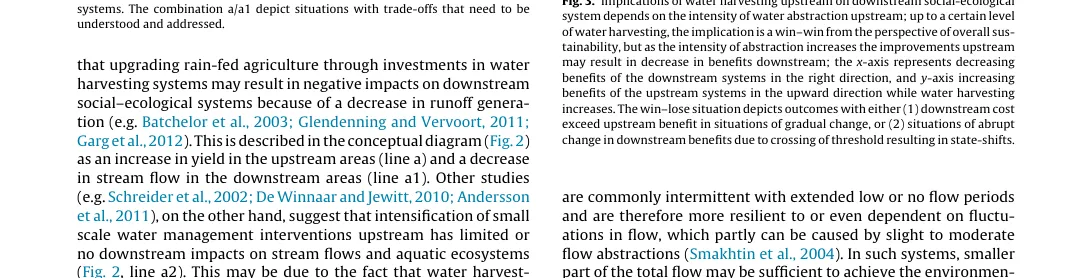 systems. The combination a/a1 depict situations with trade-offs that need to be
understood and addressed.
that upgrading rain-fed agriculture through investments in water
harvesting systems may result in negative impacts on downstream
social–ecological systems because of a decrease in runoff genera-
tion (e.g. Batchelor et al., 2003; Glendenning and Vervoort, 2011;
Garg et al., 2012). This is described in the conceptual diagram (Fig. 2)
as an increase in yield in the upstream areas (line a) and a decrease
in stream flow in the downstream areas (line a1). Other studies
(e.g. Schreider et al., 2002; De Winnaar and Jewitt, 2010; Andersson
et al., 2011), on the other hand, suggest that intensification of small
scale water management interventions upstream has limited or
no downstream impacts on stream flows and aquatic ecosystems
(Fig. 2, line a2). This may be due to the fact that water harvest-
Fig. 3. Implications of water harvesting upstream on downstream social-ecological
system depends on the intensity of water abstraction upstream; up to a certain level
of water harvesting, the implication is a win–win from the perspective of overall sus-
tainability, but as the intensity of abstraction increases the improvements upstream
may result in decrease in benefits downstream; the x-axis represents decreasing
benefits of the downstream systems in the right direction, and y-axis increasing
benefits of the upstream systems in the upward direction while water harvesting
increases. The win–lose situation depicts outcomes with either (1) downstream cost
exceed upstream benefit in situations of gradual change, or (2) situations of abrupt
change in downstream benefits due to crossing of threshold resulting in state-shifts.
are commonly intermittent with extended low or no flow periods
and are therefore more resilient to or even dependent on fluctu-
ations in flow, which partly can be caused by slight to moderate
flow abstractions (Smakhtin et al., 2004). In such systems, smaller
part of the total flow may be sufficient to achieve the environmen-